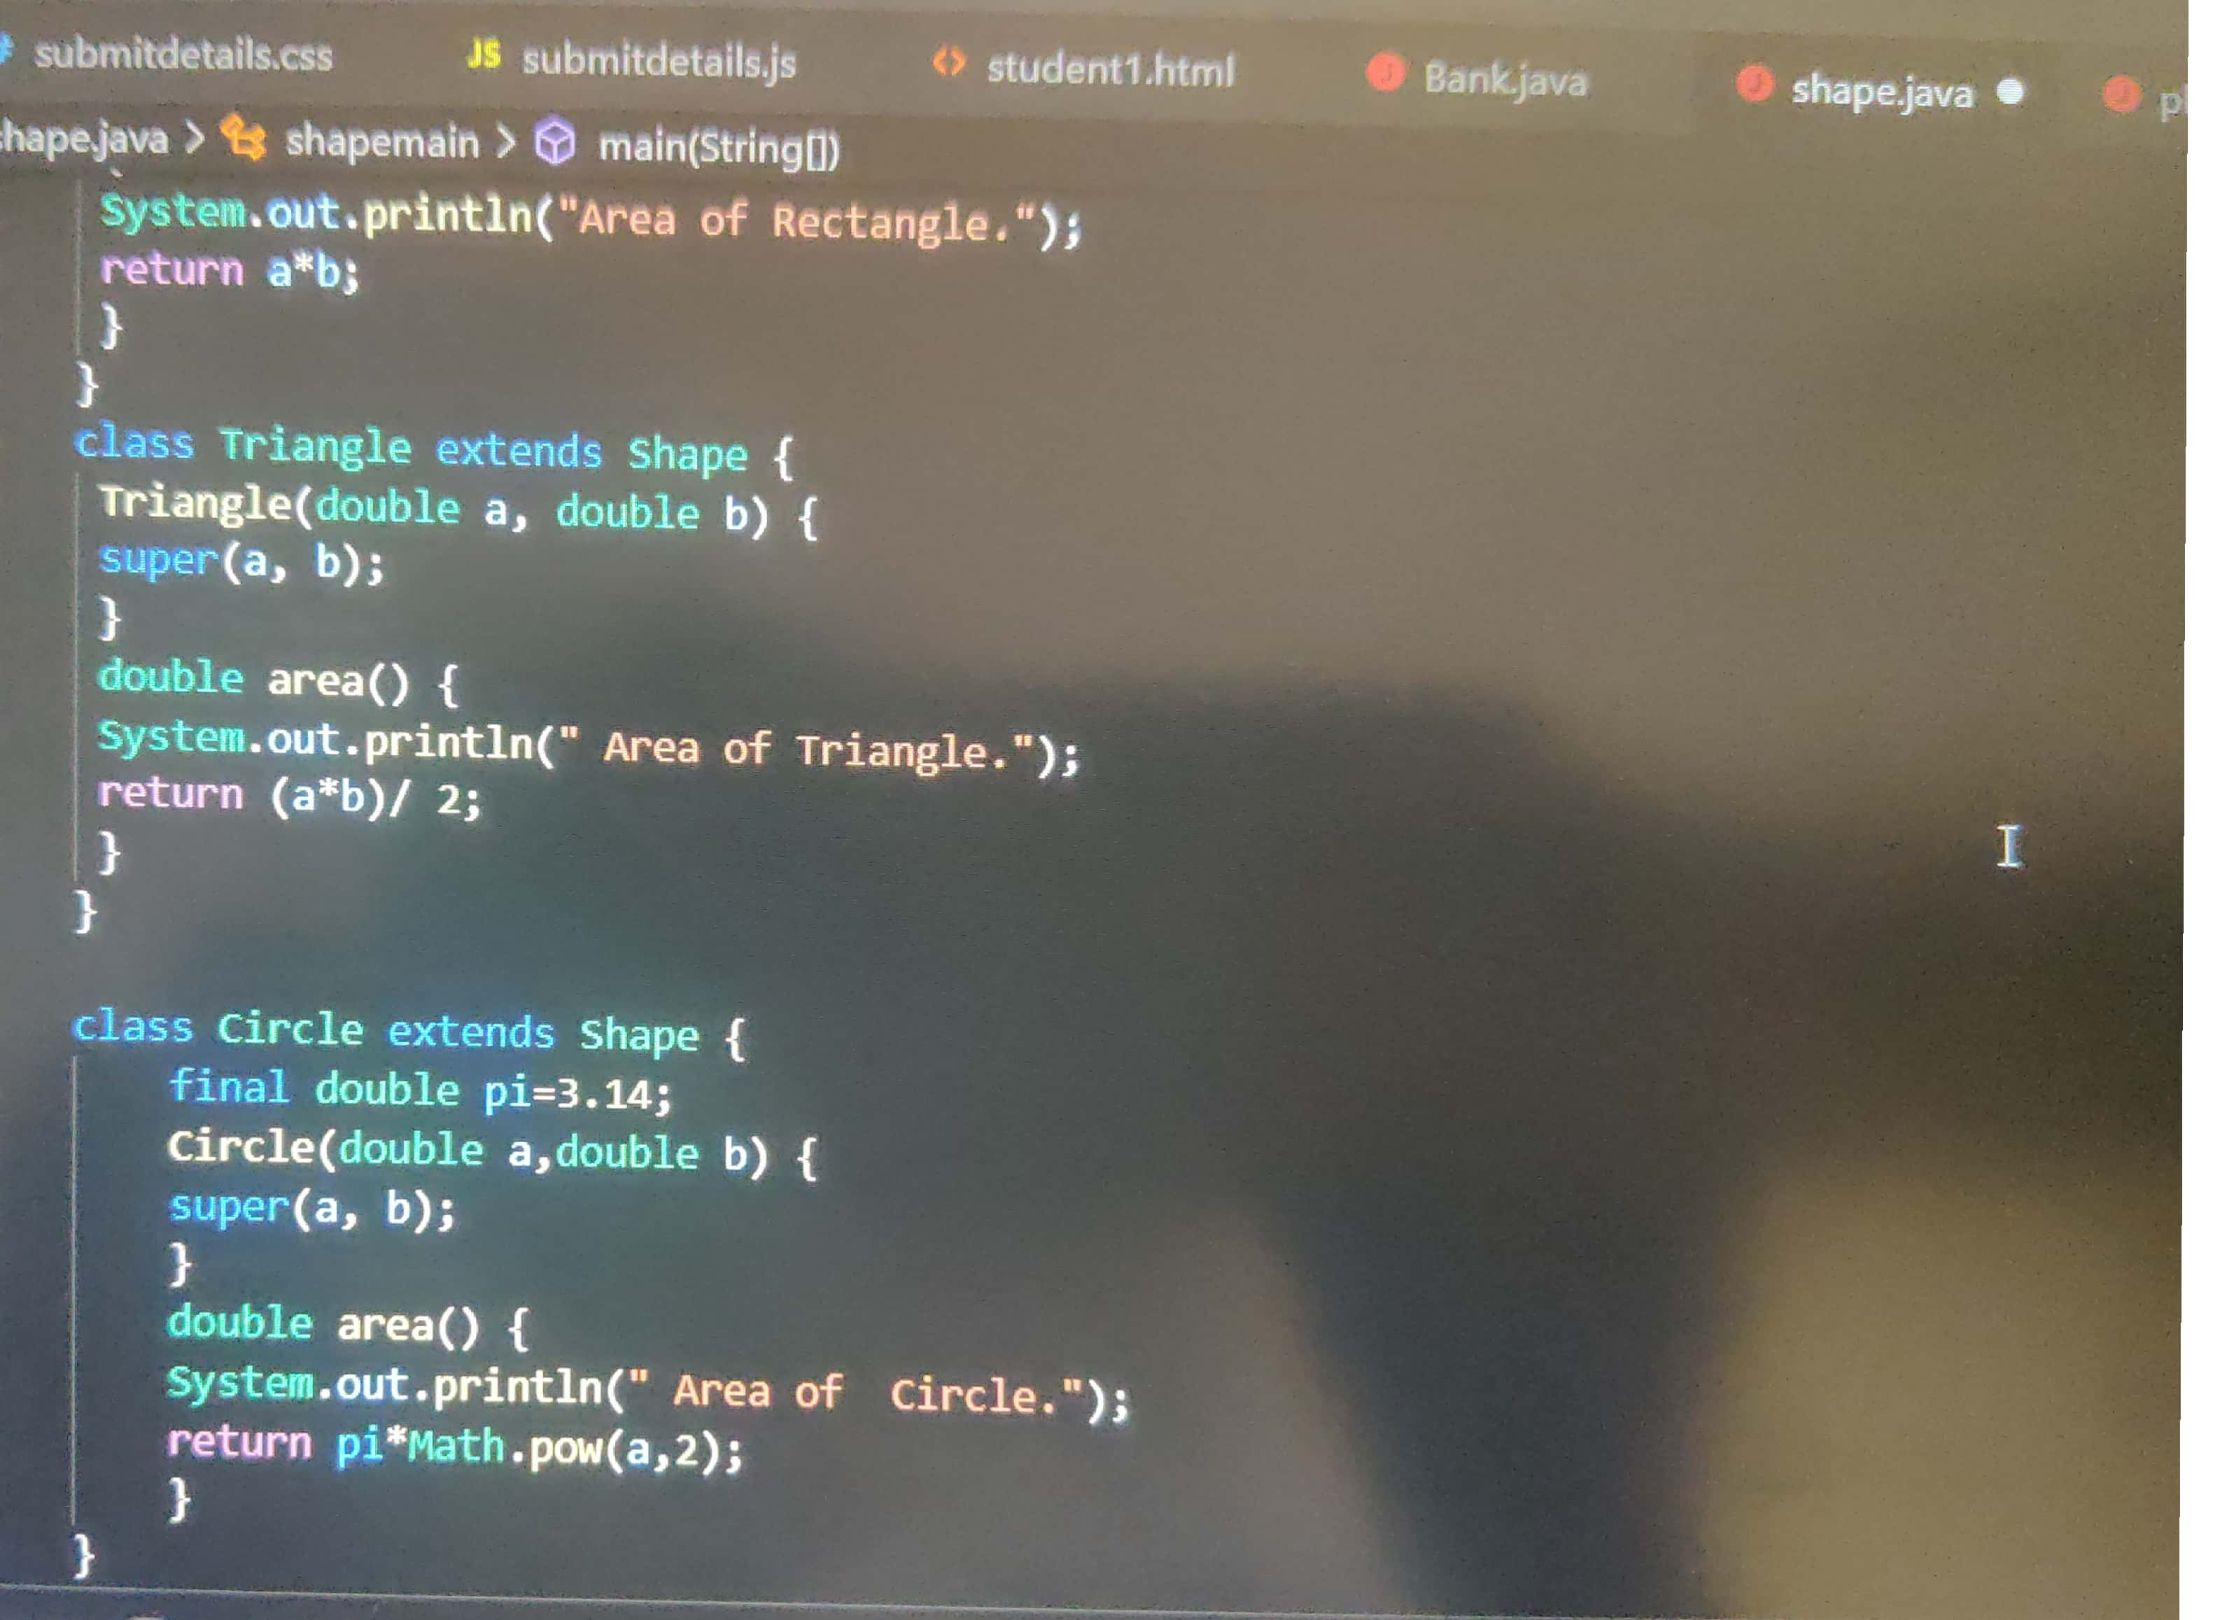 submitdetails.css JS submitdetails.js <> student1.html Bank.java shape.java
hape.java > shapemain > main(String[])
System.out.println("Area of Rectangle.");
return a*b;
}
}
class Triangle extends Shape {
Triangle(double a, double b) {
super(a, b);
}
double area() {
System.out.println(" Area of Triangle.");
return (a*b)/ 2;
}
}
class Circle extends Shape {
final double pi=3.14;
Circle(double a,double b) {
super(a, b);
}
double area() {
System.out.println(" Area of  Circle.");
return pi*Math.pow(a,2);
}
}